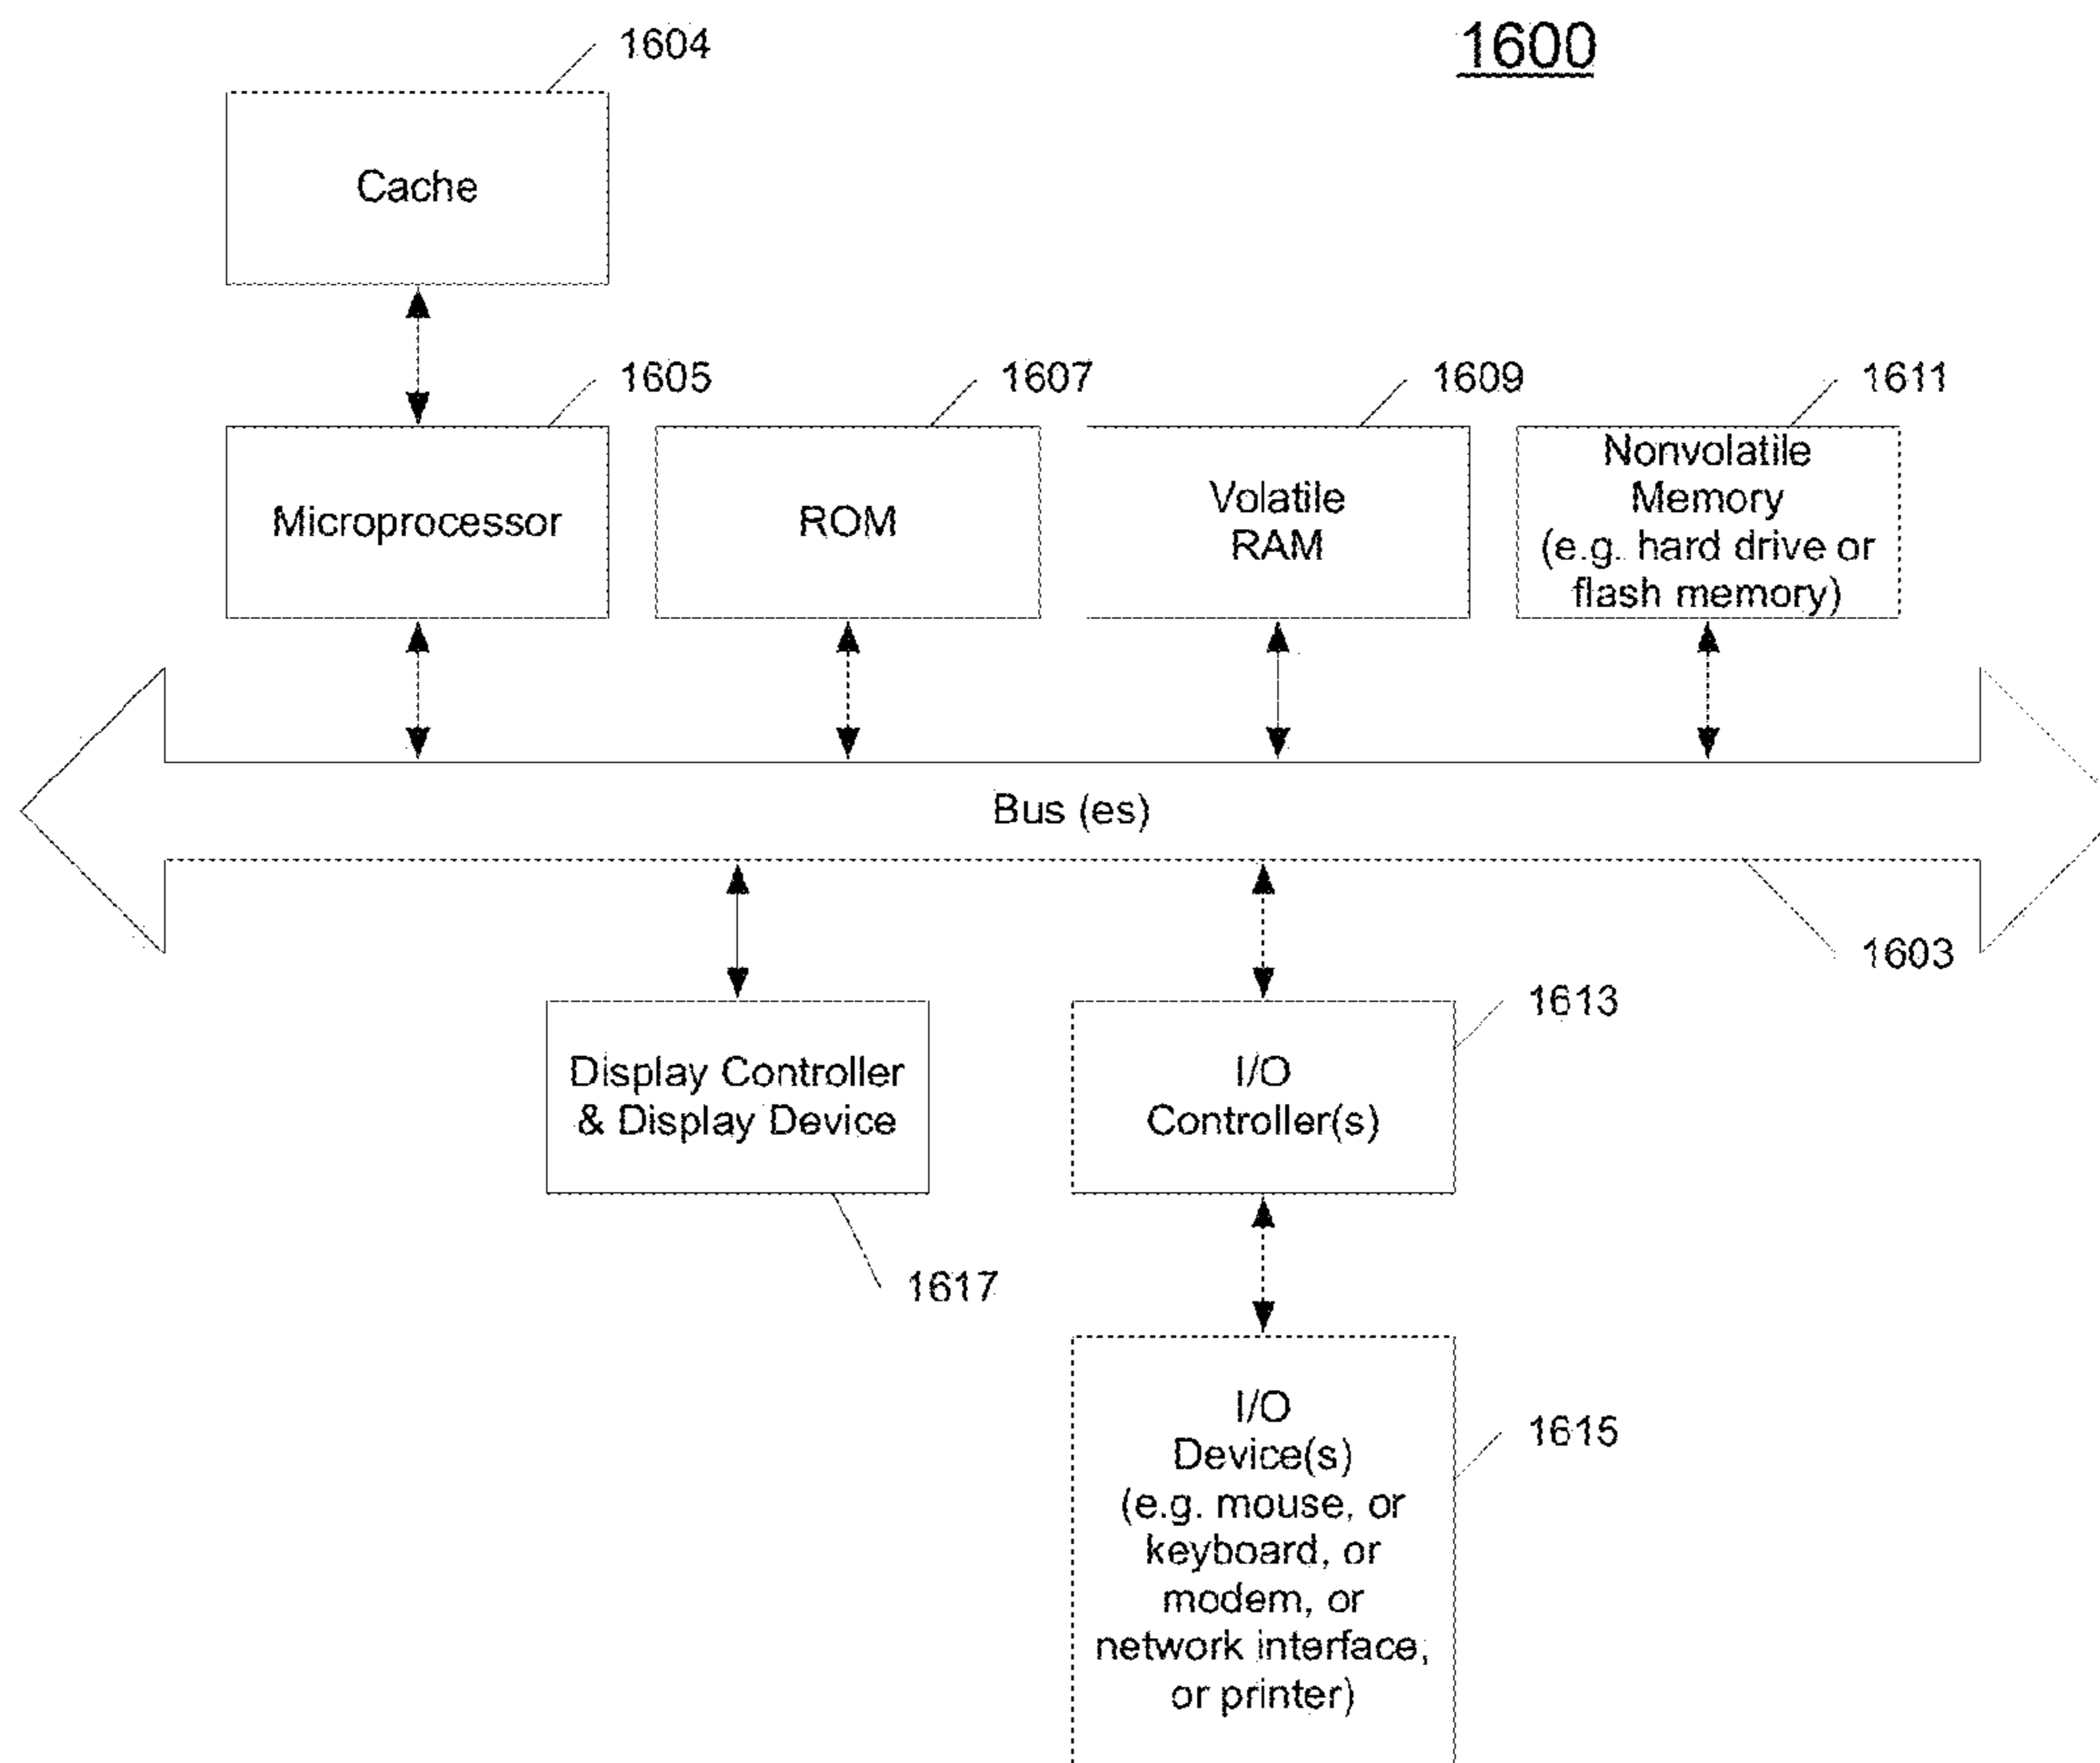 1604
1600
Cache
1605
1607
1609
1611
Microprocessor
ROM
Volatile
RAM
Nonvolatile
Memory
(e.g. hard drive or
flash memory)
Bus (es)
1603
1613
Display Controller
& Display Device
I/O
Controller(s)
1617
I/O
Device(s)
(e.g. mouse, or
keyboard, or
modem, or
network interface,
or printer)
1615